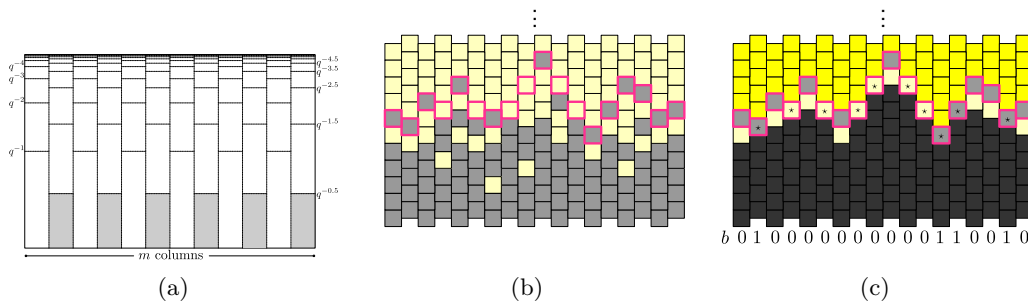 q⁻⁴
q⁻³
q⁻²
q⁻¹
q⁻⁴·⁵
q⁻³·⁵
q⁻²·⁵
q⁻¹·⁵
q⁻⁰·⁵
m columns
(a)
(b)
b 0 1 0 0 0 0 0 0 0 0 0 0 1 1 0 0 1 0
(c)